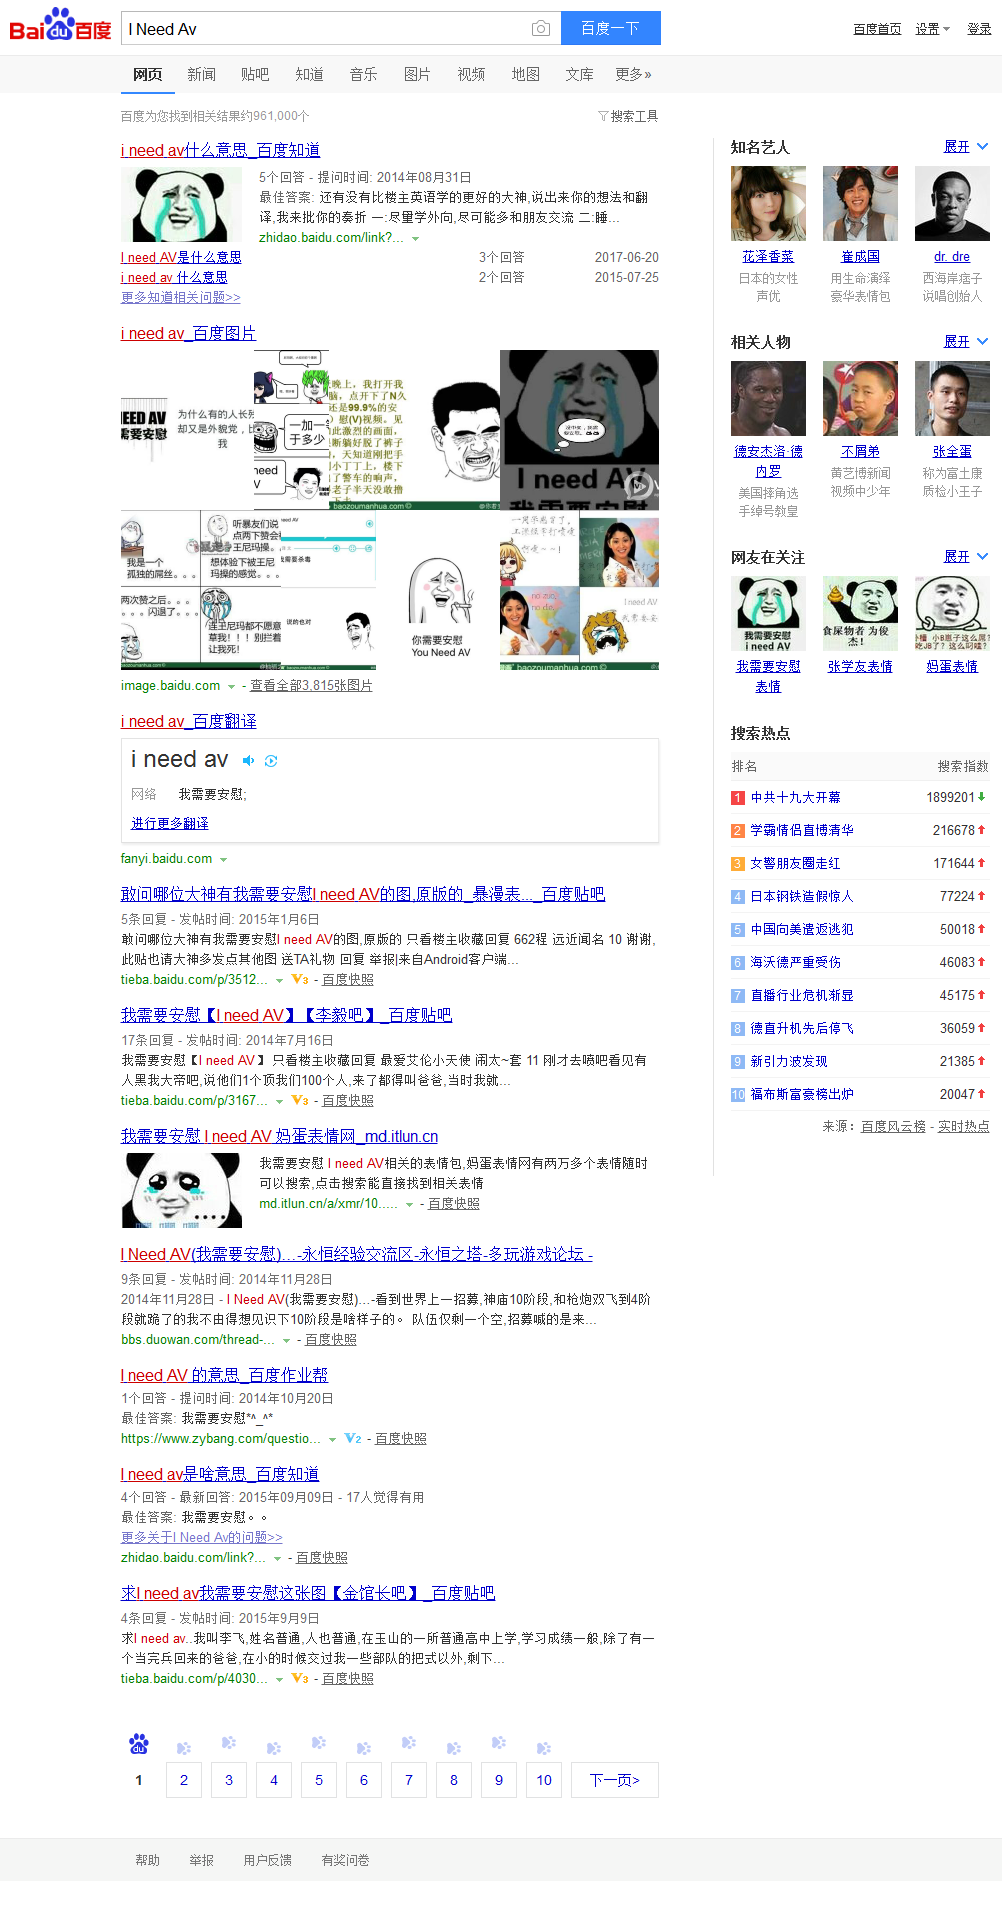 Bai du 百度
I Need Av
百度一下
百度首页 设置 登录
网页 新闻 贴吧 知道 音乐 图片 视频 地图 文库 更多»
百度为您找到相关结果约961,000个
搜索工具
i need av什么意思_百度知道
5个回答 - 提问时间: 2014年08月31日
最佳答案: 还有没有比楼主英语学的更好的大神,说出来你的想法和翻
译,我来批你的奏折 一:尽量学外向,尽可能多和朋友交流 二:睡...
zhidao.baidu.com/link?...
I need AV是什么意思 3个回答 2017-06-20
i need av 什么意思 2个回答 2015-07-25
更多知道相关问题>>
i need av_百度图片
NEED AV
需要安慰
为什么有的人长
却又是外貌党，比
我
一加一等
于多少
need
AV
晚上，我打开我
脑，点开下了N久
还是99.9%的安
慰(V)视频。见
此激烈的画面，
断躺好脱了裤子
，天知道刚把手
小丁丁上，楼下
了警车的响声，
老子半天没敢撸
下去
baozoumanhua.com
I need AV
我需要安慰
我是一个
孤独的屌丝。。
听暴友们说
点两下赞会被
王尼玛操。。
想体验下被王尼
玛操的感觉。。。
两次赞之后。。。
闪退了。。
连王尼玛都不愿意
草我！！！别拦着
让我死！
need AV
需要杀毒
说的也对
baozoumanhua.com
你需要安慰
You Need AV
no zuo,
no die.
I need AV
我需要安慰
baozoumanhua.com
image.baidu.com - 查看全部3,815张图片
i need av_百度翻译
i need av
网络 我需要安慰;
进行更多翻译
fanyi.baidu.com
敢问哪位大神有我需要安慰I need AV的图,原版的_暴漫表..._百度贴吧
5条回复 - 发帖时间: 2015年1月6日
敢问哪位大神有我需要安慰I need AV的图,原版的 只看楼主收藏回复 662程 远近闻名 10 谢谢,
此贴也请大神多发点其他图 送TA礼物 回复 举报|来自Android客户端...
tieba.baidu.com/p/3512... V3 - 百度快照
我需要安慰【I need AV】【李毅吧】_百度贴吧
17条回复 - 发帖时间: 2014年7月16日
我需要安慰【I need AV 】 只看楼主收藏回复 最爱艾伦小天使 闹太~套 11 刚才去喷吧看见有
人黑我大帝吧,说他们1个顶我们100个人,来了都得叫爸爸,当时我就...
tieba.baidu.com/p/3167... V3 - 百度快照
我需要安慰 I need AV 妈蛋表情网_md.itlun.cn
我需要安慰 I need AV相关的表情包,妈蛋表情网有两万多个表情随时
可以搜索,点击搜索能直接找到相关表情
md.itlun.cn/a/xmr/10..... - 百度快照
I Need AV(我需要安慰)...-永恒经验交流区-永恒之塔-多玩游戏论坛 -
9条回复 - 发帖时间: 2014年11月28日
2014年11月28日 - I Need AV(我需要安慰)...-看到世界上一招募,神庙10阶段,和枪炮双飞到4阶
段就跪了的我不由得想见识下10阶段是啥样子的。 队伍仅剩一个空,招募喊的是来...
bbs.duowan.com/thread-... - 百度快照
I need AV 的意思_百度作业帮
1个回答 - 提问时间: 2014年10月20日
最佳答案: 我需要安慰*^_^*
https://www.zybang.com/questio... V2 - 百度快照
I need av是啥意思_百度知道
4个回答 - 最新回答: 2015年09月09日 - 17人觉得有用
最佳答案: 我需要安慰。。
更多关于I Need Av的问题>>
zhidao.baidu.com/link?... - 百度快照
求I need av我需要安慰这张图【金馆长吧】_百度贴吧
4条回复 - 发帖时间: 2015年9月9日
求I need av..我叫李飞,姓名普通,人也普通,在玉山的一所普通高中上学,学习成绩一般,除了有一
个当完兵回来的爸爸,在小的时候交过我一些部队的把式以外,剩下...
tieba.baidu.com/p/4030... V3 - 百度快照
知名艺人 展开
花泽香菜 崔成国 dr. dre
日本的女性 用生命演绎 西海岸痞子
声优 豪华表情包 说唱创始人
相关人物 展开
德安杰洛·德 不屑弟 张全蛋
内罗
美国摔角选 黄艺博新闻 称为富土康
手绰号教皇 视频中少年 质检小王子
网友在关注 展开
我需要安慰
i need AV
食屎物者 为俊
杰！
我需要安慰 张学友表情 妈蛋表情
表情
搜索热点
排名 搜索指数
1 中共十九大开幕 1899201
2 学霸情侣直博清华 216678
3 女警朋友圈走红 171644
4 日本钢铁造假惊人 77224
5 中国向美遣返逃犯 50018
6 海沃德严重受伤 46083
7 直播行业危机渐显 45175
8 德直升机先后停飞 36059
9 新引力波发现 21385
10 福布斯富豪榜出炉 20047
来源：百度风云榜 - 实时热点
du
1 2 3 4 5 6 7 8 9 10 下一页>
帮助 举报 用户反馈 有奖问卷